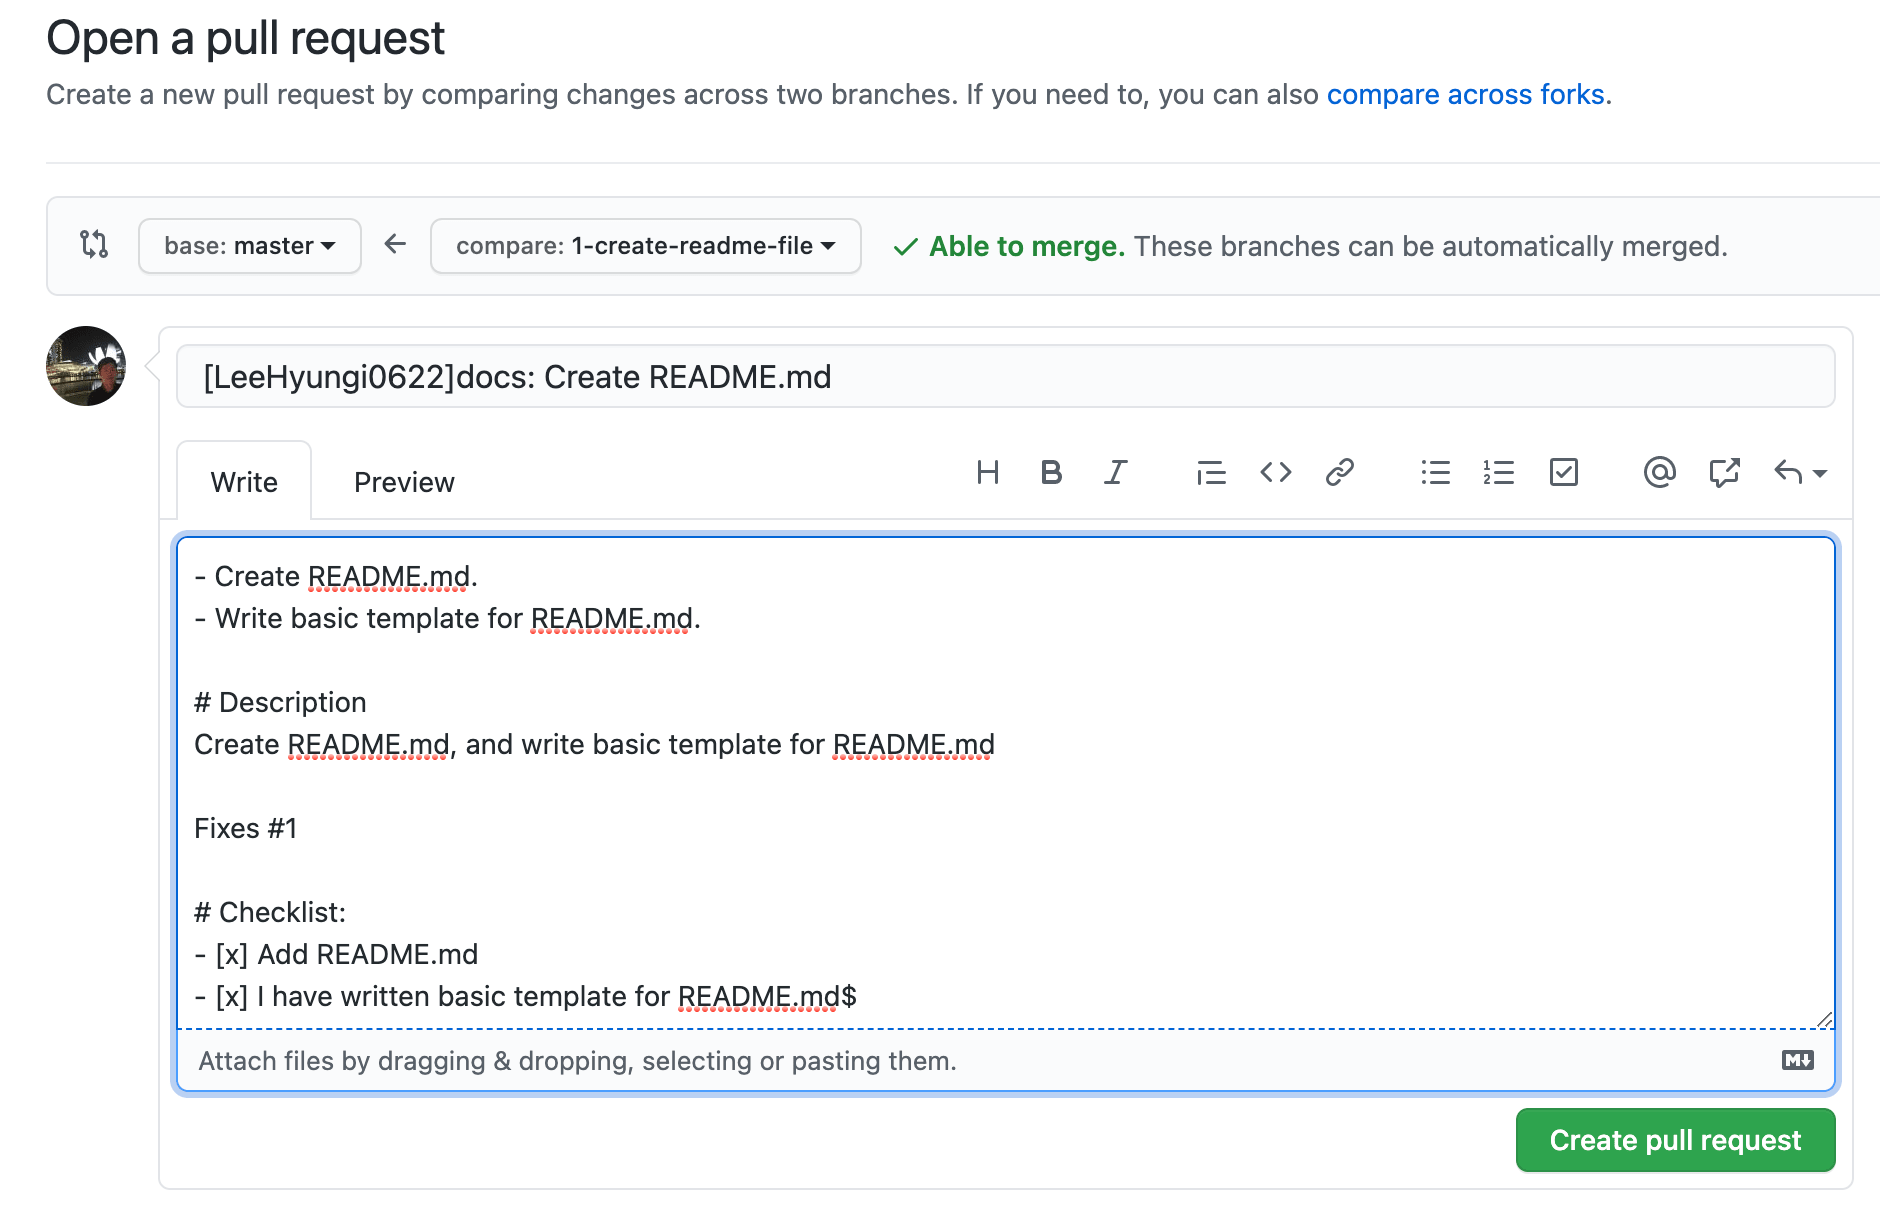 Open a pull request
Create a new pull request by comparing changes across two branches. If you need to, you can also compare across forks.
base: master
compare: 1-create-readme-file
Able to merge. These branches can be automatically merged.
[LeeHyungi0622]docs: Create README.md
Write Preview
- Create README.md.
- Write basic template for README.md.
# Description
Create README.md, and write basic template for README.md
Fixes #1
# Checklist:
- [x] Add README.md
- [x] I have written basic template for README.md$
Attach files by dragging & dropping, selecting or pasting them.
Create pull request